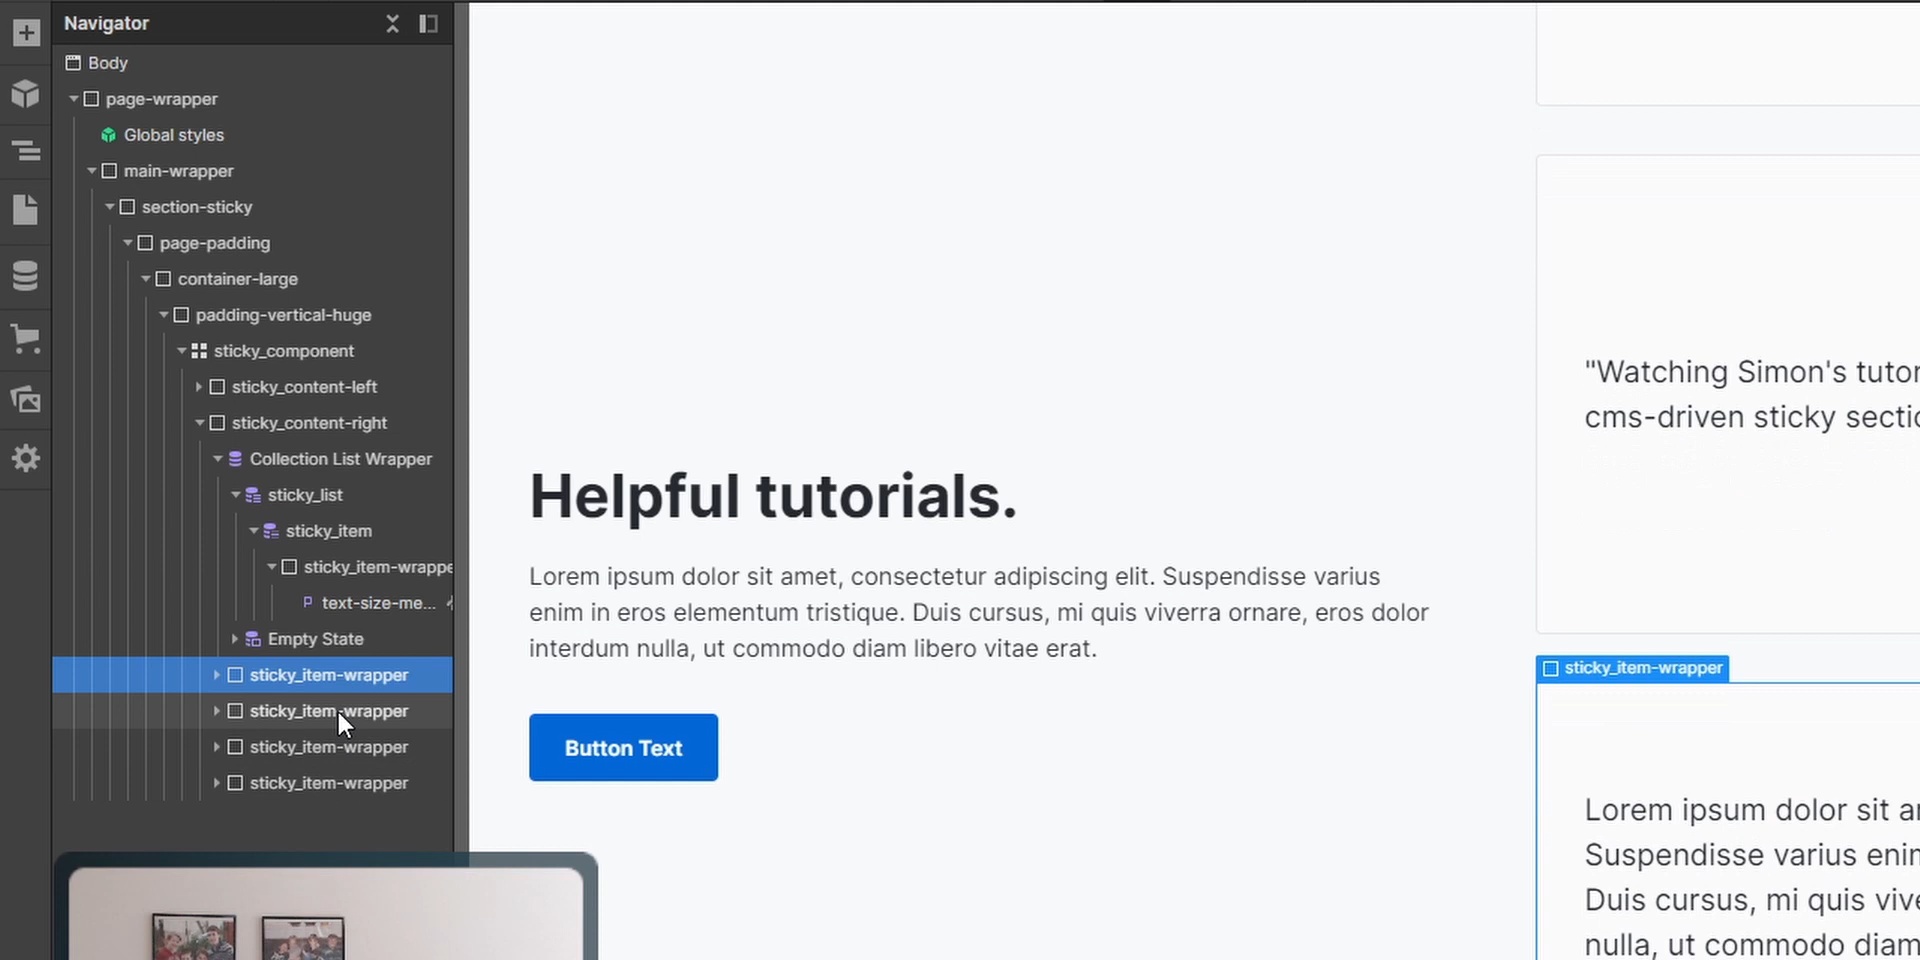 Navigator
Body
page-wrapper
Global styles
main-wrapper
section-sticky
page-padding
container-large
padding-vertical-huge
sticky_component
sticky_content-left
sticky_content-right
Collection List Wrapper
sticky_list
sticky_item
sticky_item-wrappe
text-size-me...
Empty State
sticky_item-wrapper
sticky_item-wrapper
sticky_item-wrapper
sticky_item-wrapper
Helpful tutorials.
Lorem ipsum dolor sit amet, consectetur adipiscing elit. Suspendisse varius
enim in eros elementum tristique. Duis cursus, mi quis viverra ornare, eros dolor
interdum nulla, ut commodo diam libero vitae erat.
Button Text
"Watching Simon's tutor
cms-driven sticky sectio
sticky_item-wrapper
Lorem ipsum dolor sit a
Suspendisse varius enin
Duis cursus, mi quis vive
nulla, ut commodo diam